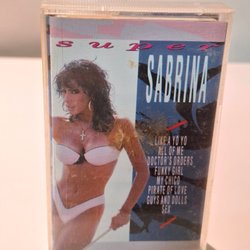 super
SABRINA
LIKE A YO YO
ALL OF ME
DOCTOR'S ORDERS
FUNKY GIRL
MY CHICO
PIRATE OF LOVE
GUYS AND DOLLS
SEX